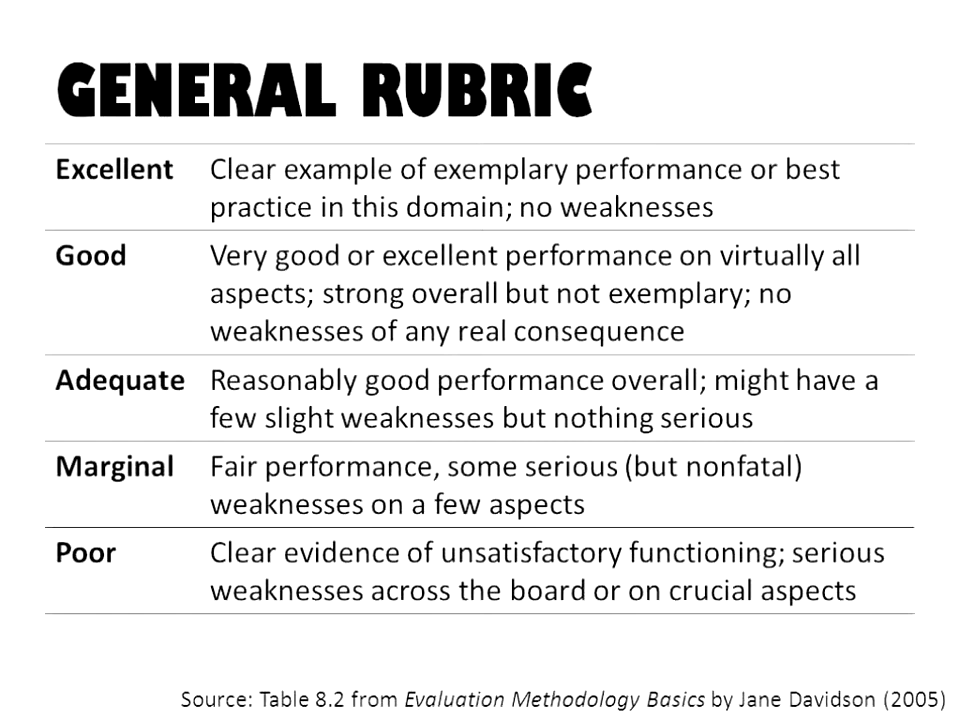 GENERAL RUBRIC
Excellent Clear example of exemplary performance or best
practice in this domain; no weaknesses
Good Very good or excellent performance on virtually all
aspects; strong overall but not exemplary; no
weaknesses of any real consequence
Adequate Reasonably good performance overall; might have a
few slight weaknesses but nothing serious
Marginal Fair performance, some serious (but nonfatal)
weaknesses on a few aspects
Poor Clear evidence of unsatisfactory functioning; serious
weaknesses across the board or on crucial aspects
Source: Table 8.2 from Evaluation Methodology Basics by Jane Davidson (2005)